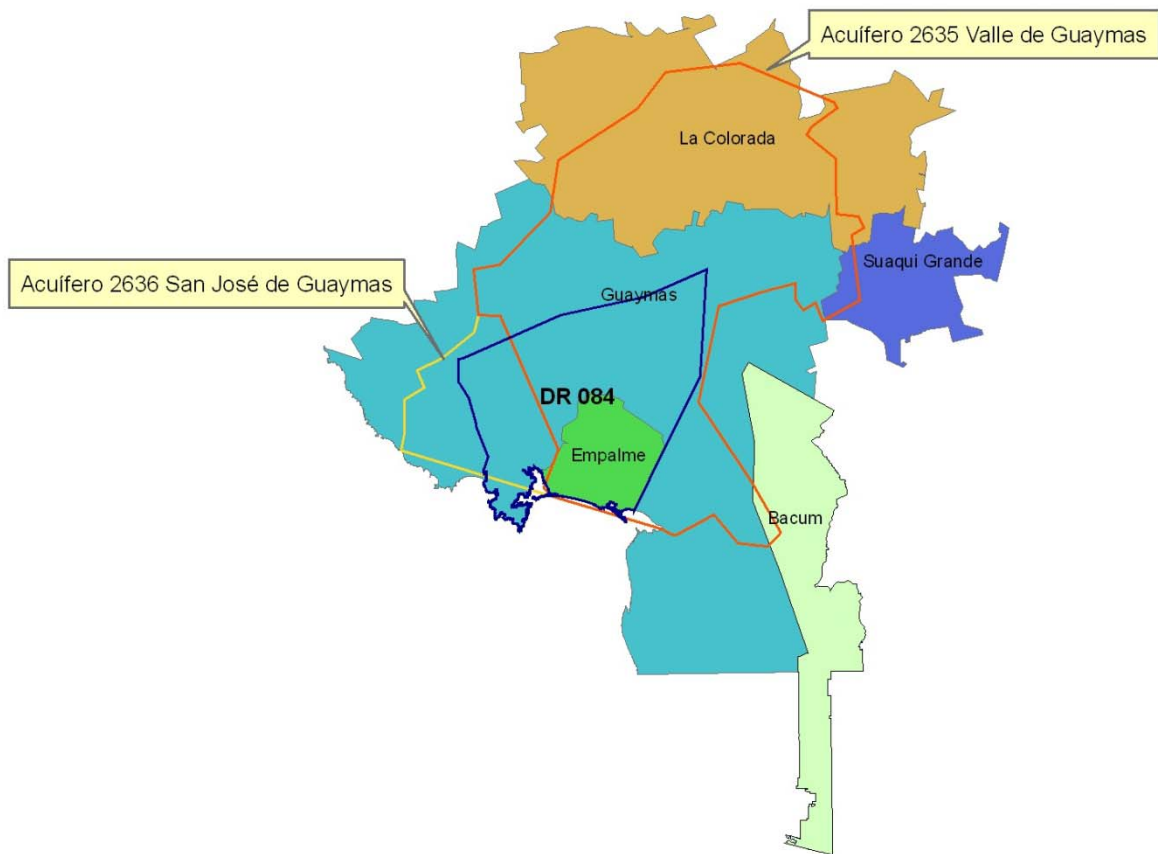 Acuífero 2635 Valle de Guaymas
La Colorada
Suaqui Grande
Acuífero 2636 San José de Guaymas
Guaymas
DR 084
Empalme
Bacum